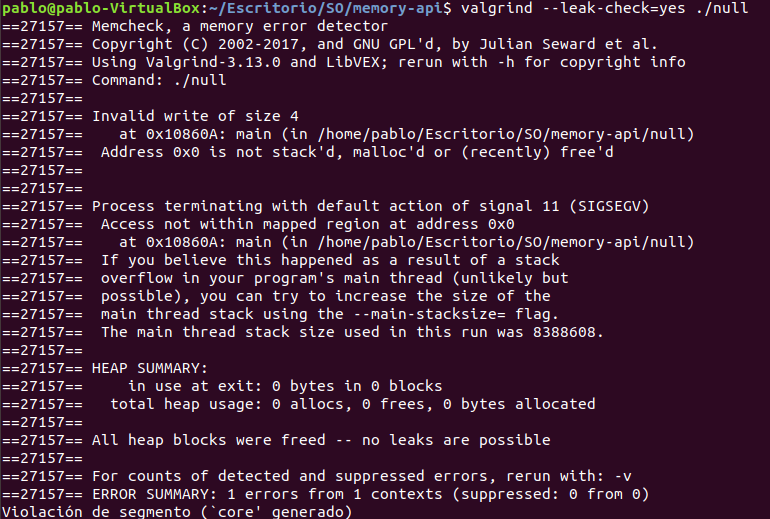 pablo@pablo-VirtualBox:~/Escritorio/SO/memory-api$ valgrind --leak-check=yes ./null
==27157== Memcheck, a memory error detector
==27157== Copyright (C) 2002-2017, and GNU GPL'd, by Julian Seward et al.
==27157== Using Valgrind-3.13.0 and LibVEX; rerun with -h for copyright info
==27157== Command: ./null
==27157==
==27157== Invalid write of size 4
==27157==    at 0x10860A: main (in /home/pablo/Escritorio/SO/memory-api/null)
==27157==  Address 0x0 is not stack'd, malloc'd or (recently) free'd
==27157==
==27157==
==27157== Process terminating with default action of signal 11 (SIGSEGV)
==27157==  Access not within mapped region at address 0x0
==27157==    at 0x10860A: main (in /home/pablo/Escritorio/SO/memory-api/null)
==27157==  If you believe this happened as a result of a stack
==27157==  overflow in your program's main thread (unlikely but
==27157==  possible), you can try to increase the size of the
==27157==  main thread stack using the --main-stacksize= flag.
==27157==  The main thread stack size used in this run was 8388608.
==27157==
==27157== HEAP SUMMARY:
==27157==     in use at exit: 0 bytes in 0 blocks
==27157==   total heap usage: 0 allocs, 0 frees, 0 bytes allocated
==27157==
==27157== All heap blocks were freed -- no leaks are possible
==27157==
==27157== For counts of detected and suppressed errors, rerun with: -v
==27157== ERROR SUMMARY: 1 errors from 1 contexts (suppressed: 0 from 0)
Violación de segmento (`core' generado)